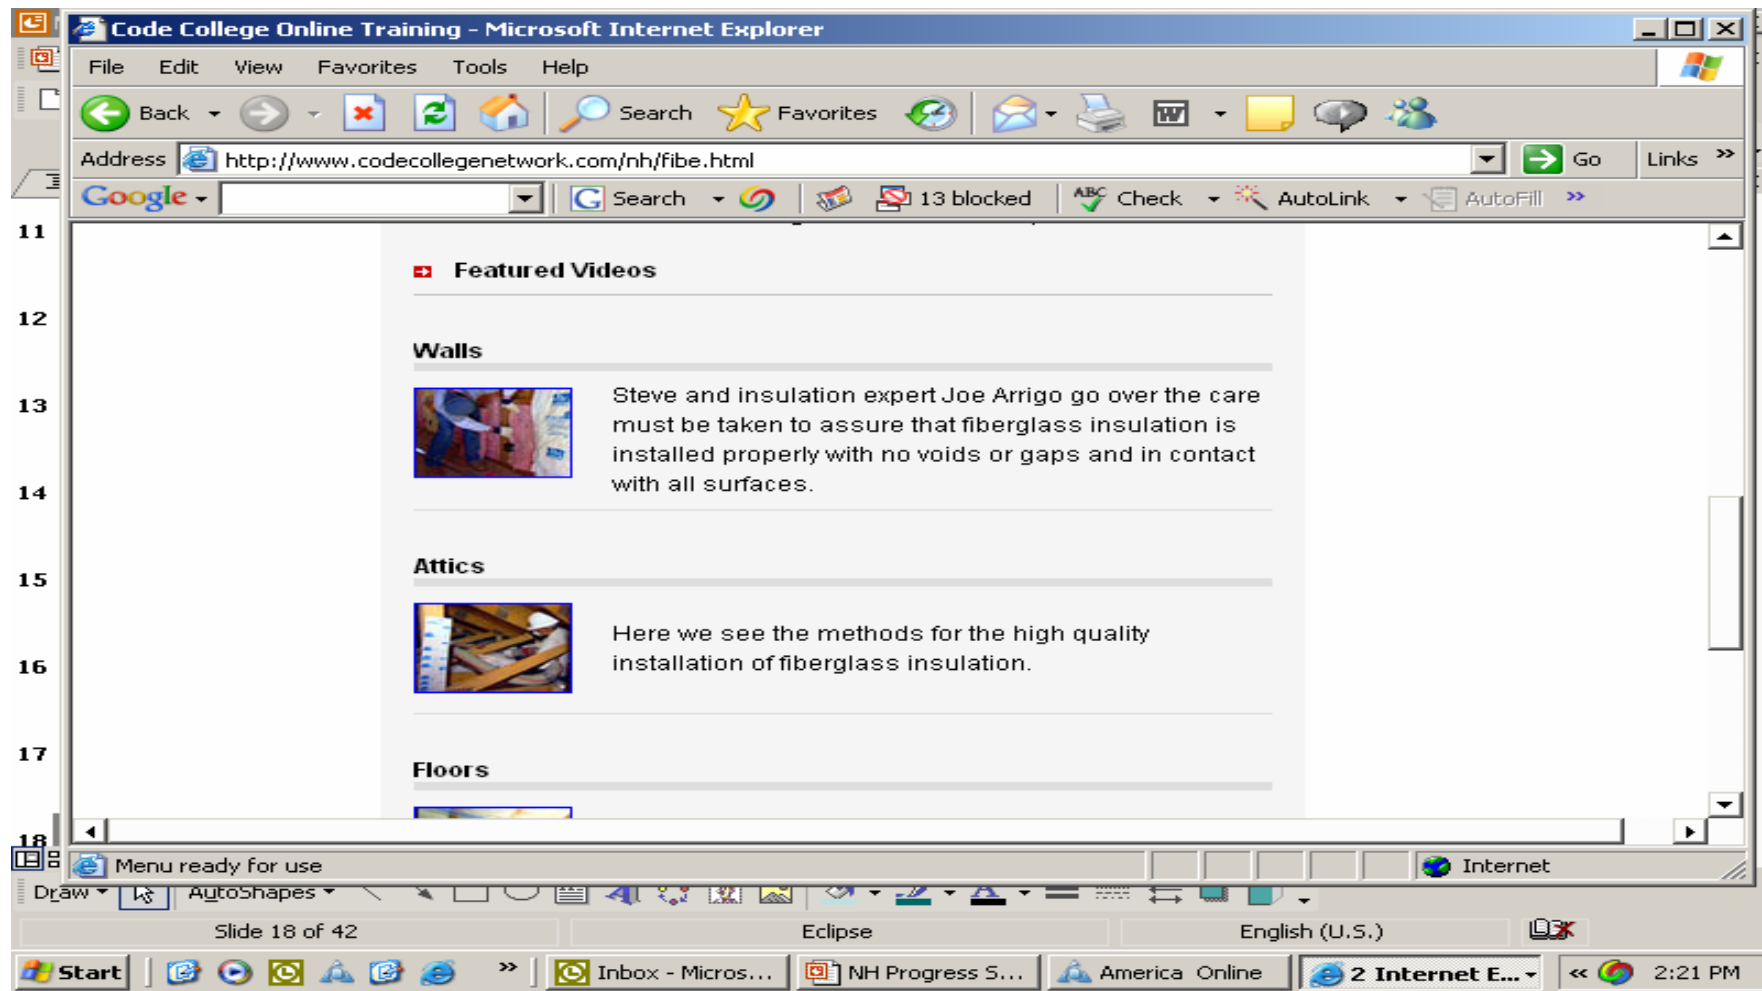 Code College Online Training - Microsoft Internet Explorer
File Edit View Favorites Tools Help
Back Search Favorites
Address http://www.codecollegenetwork.com/nh/fibe.html Go Links »
Google Search 13 blocked ABC Check AutoLink AutoFill »
11
Featured Videos
12
Walls
13
Steve and insulation expert Joe Arrigo go over the care
must be taken to assure that fiberglass insulation is
installed properly with no voids or gaps and in contact
14
with all surfaces.
Attics
15
Here we see the methods for the high quality
16
installation of fiberglass insulation.
17
Floors
18
Menu ready for use Internet
Draw AutoShapes
Slide 18 of 42 Eclipse English (U.S.)
Start » Inbox - Micros... NH Progress S... America Online 2 Internet E... « 2:21 PM